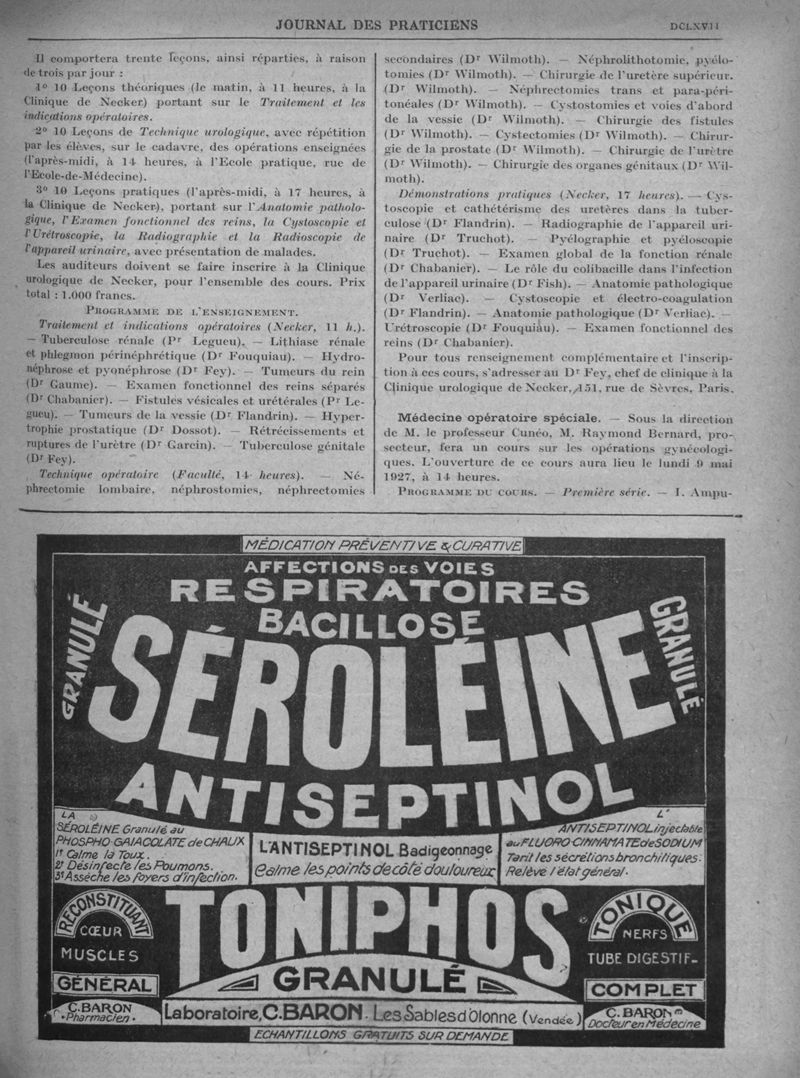 JOURNAL DES PRATICIENS
DCLXVII
Il comportera trente leçons, ainsi réparties, à raison
de trois par jour :
1º 10 Leçons théoriques (le matin, à 11 heures, à la
Clinique de Necker) portant sur le Traitement et les
indications opératoires.
2º 10 Leçons de Technique urologique, avec répétition
par les élèves, sur le cadavre, des opérations enseignées
(l'après-midi, à 14 heures, à l'Ecole pratique, rue de
l'Ecole-de-Médecine).
3º 10 Leçons pratiques (l'après-midi, à 17 heures, à
la Clinique de Necker), portant sur l'Anatomie patholo-
gique, l'Examen fonctionnel des reins, la Cystoscopie et
l'Urétroscopie, la Radiographie et la Radioscopie de
l'appareil urinaire, avec présentation de malades.
Les auditeurs doivent se faire inscrire à la Clinique
urologique de Necker, pour l'ensemble des cours. Prix
total : 1.000 francs.
PROGRAMME DE L'ENSEIGNEMENT.
Traitement et indications opératoires (Necker, 11 h.).
— Tuberculose rénale (Pr Legueu). — Lithiase rénale
et phlegmon périnéphrétique (Dr Fouquiau). — Hydro-
néphrose et pyonéphrose (Dr Fey). — Tumeurs du rein
(Dr Gaume). — Examen fonctionnel des reins séparés
(Dr Chabanier). — Fistules vésicales et urétérales (Pr Le-
gueu). — Tumeurs de la vessie (Dr Flandrin). — Hyper-
trophie prostatique (Dr Dossot). — Rétrécissements et
ruptures de l'urètre (Dr Garcin). — Tuberculose génitale
(Dr Fey).
Technique opératoire (Faculté, 14 heures). — Né-
phrectomie lombaire, néphrostomies, néphrectomies
secondaires (Dr Wilmoth). — Néphrolithotomie, pyélo-
tomies (Dr Wilmoth). — Chirurgie de l'uretère supérieur.
(Dr Wilmoth). — Néphrectomies trans et para-péri-
tonéales (Dr Wilmoth). — Cystostomies et voies d'abord
de la vessie (Dr Wilmoth). — Chirurgie des fistules
(Dr Wilmoth). — Cystectomies (Dr Wilmoth). — Chirur-
gie de la prostate (Dr Wilmoth). — Chirurgie de l'urètre
(Dr Wilmoth). — Chirurgie des organes génitaux (Dr Wil-
moth).
Démonstrations pratiques (Necker, 17 heures). — Cys-
toscopie et cathétérisme des uretères dans la tuber-
culose (Dr Flandrin). — Radiographie de l'appareil uri-
naire (Dr Truchot). — Pyélographie et pyéloscopie
(Dr Truchot). — Examen global de la fonction rénale
(Dr Chabanier). — Le rôle du colibacille dans l'infection
de l'appareil urinaire (Dr Fish). — Anatomie pathologique
(Dr Verliac). — Cystoscopie et électro-coagulation
(Dr Flandrin). — Anatomie pathologique (Dr Verliac). —
Urétroscopie (Dr Fouquiau). — Examen fonctionnel des
reins (Dr Chabanier).
Pour tous renseignement complémentaire et l'inscrip-
tion à ces cours, s'adresser au Dr Fey, chef de clinique à la
Clinique urologique de Necker, 151, rue de Sèvres, Paris.
Médecine opératoire spéciale. — Sous la direction
de M. le professeur Cunéo, M. Raymond Bernard, pro-
secteur, fera un cours sur les opérations gynécologi-
ques. L'ouverture de ce cours aura lieu le lundi 9 mai
1927, à 14 heures.
PROGRAMME DU COURS. — Première série. — I. Ampu-
MÉDICATION PRÉVENTIVE & CURATIVE
AFFECTIONS DES VOIES
RESPIRATOIRES
BACILLOSE
GRANULÉ
SÉROLÉINE
GRANULÉ
ANTISEPTINOL
LA
SÉROLÉINE Granulé au
PHOSPHO-GAIACOLATE de CHAUX
1º Calme la Toux.
2º Désinfecte les Poumons.
3º Assèche les foyers d'infection.
L'ANTISEPTINOL Badigeonnage
Calme les points de côté douloureux
L'
ANTISEPTINOL injectable
au FLUORO CINNAMATE de SODIUM
Tarit les sécrétions bronchitiques.
Relève l'état général.
RECONSTITUANT
CŒUR
MUSCLES
GÉNÉRAL
TONIPHOS
GRANULÉ
TONIQUE
NERFS
TUBE DIGESTIF
COMPLET
C. BARON
Pharmacien
Laboratoire, C. BARON. Les Sables d'Olonne (Vendée)
C. BARON
Docteur en Médecine
ECHANTILLONS GRATUITS SUR DEMANDE